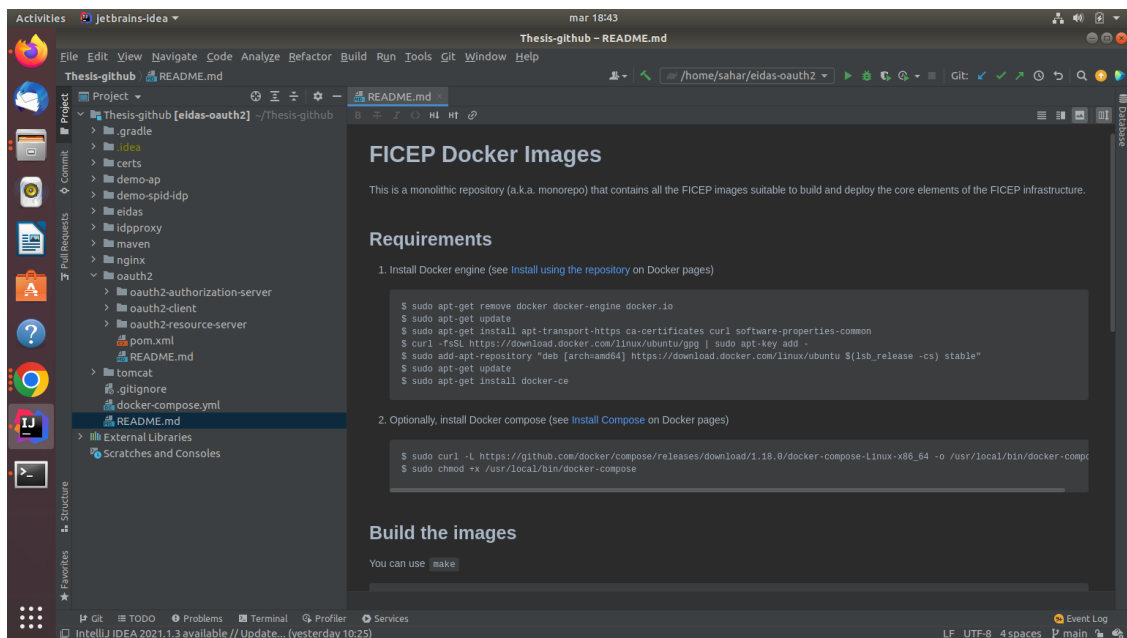 Activities jetbrains-idea mar 18:43
Thesis-github – README.md
File Edit View Navigate Code Analyze Refactor Build Run Tools Git Window Help
Thesis-github README.md /home/sahar/eidas-oauth2 Git:
Project README.md
Thesis-github [eidas-oauth2] ~/Thesis-github
.gradle
.idea
certs
demo-ap
demo-spid-idp
eidas
idpproxy
maven
nginx
oauth2
oauth2-authorization-server
oauth2-client
oauth2-resource-server
pom.xml
README.md
tomcat
.gitignore
docker-compose.yml
README.md
External Libraries
Scratches and Consoles
Project
Commit
Pull Requests
Structure
Favorites
B I <> H↓ H↑
FICEP Docker Images
This is a monolithic repository (a.k.a. monorepo) that contains all the FICEP images suitable to build and deploy the core elements of the FICEP infrastructure.
Requirements
1. Install Docker engine (see Install using the repository on Docker pages)
$ sudo apt-get remove docker docker-engine docker.io
$ sudo apt-get update
$ sudo apt-get install apt-transport-https ca-certificates curl software-properties-common
$ curl -fsSL https://download.docker.com/linux/ubuntu/gpg | sudo apt-key add -
$ sudo add-apt-repository "deb [arch=amd64] https://download.docker.com/linux/ubuntu $(lsb_release -cs) stable"
$ sudo apt-get update
$ sudo apt-get install docker-ce
2. Optionally, install Docker compose (see Install Compose on Docker pages)
$ sudo curl -L https://github.com/docker/compose/releases/download/1.18.0/docker-compose-Linux-x86_64 -o /usr/local/bin/docker-compo
$ sudo chmod +x /usr/local/bin/docker-compose
Build the images
You can use make
Database
Git TODO Problems Terminal Profiler Services Event Log
IntelliJ IDEA 2021.1.3 available // Update... (yesterday 10:25) LF UTF-8 4 spaces main